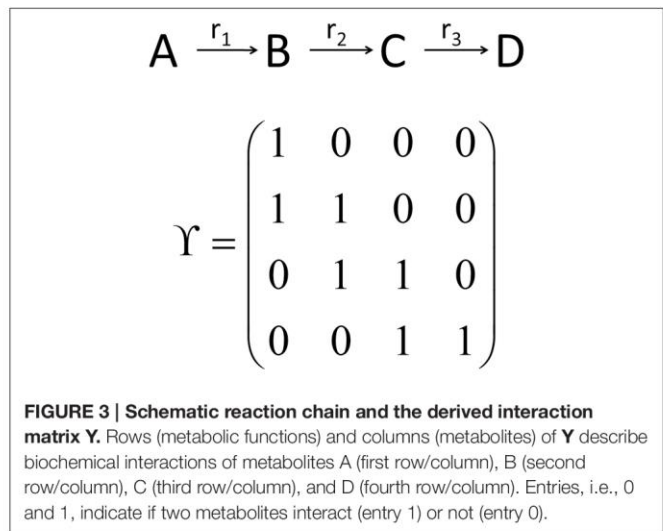 A r₁ B r₂ C r₃ D
1 0 0 0
1 1 0 0
ϒ = 0 1 1 0
0 0 1 1
FIGURE 3 | Schematic reaction chain and the derived interaction
matrix Y. Rows (metabolic functions) and columns (metabolites) of Y describe
biochemical interactions of metabolites A (first row/column), B (second
row/column), C (third row/column), and D (fourth row/column). Entries, i.e., 0
and 1, indicate if two metabolites interact (entry 1) or not (entry 0).